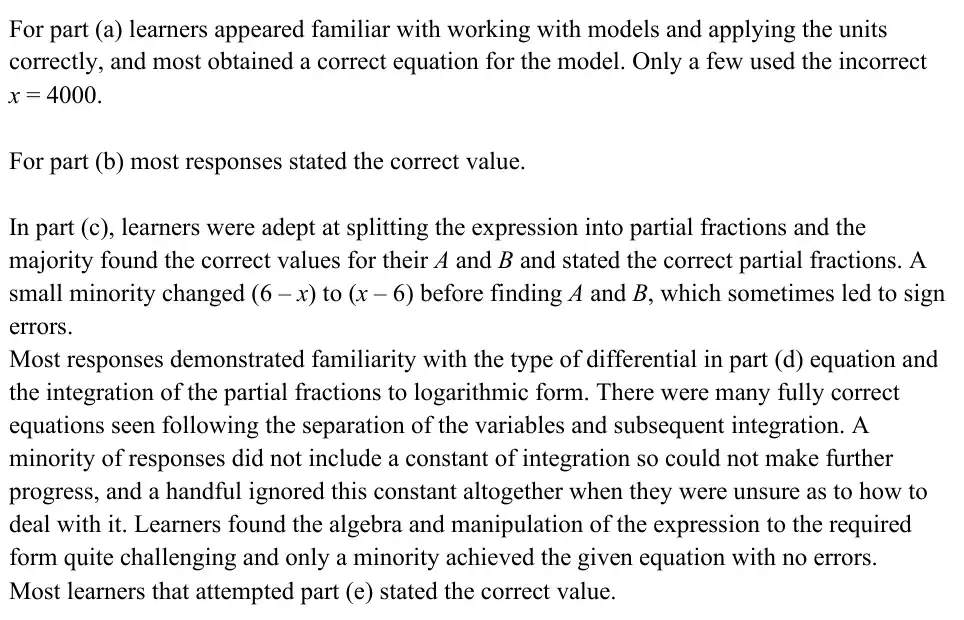 For part (a) learners appeared familiar with working with models and applying the units
correctly, and most obtained a correct equation for the model. Only a few used the incorrect
x = 4000.
For part (b) most responses stated the correct value.
In part (c), learners were adept at splitting the expression into partial fractions and the
majority found the correct values for their A and B and stated the correct partial fractions. A
small minority changed (6 – x) to (x – 6) before finding A and B, which sometimes led to sign
errors.
Most responses demonstrated familiarity with the type of differential in part (d) equation and
the integration of the partial fractions to logarithmic form. There were many fully correct
equations seen following the separation of the variables and subsequent integration. A
minority of responses did not include a constant of integration so could not make further
progress, and a handful ignored this constant altogether when they were unsure as to how to
deal with it. Learners found the algebra and manipulation of the expression to the required
form quite challenging and only a minority achieved the given equation with no errors.
Most learners that attempted part (e) stated the correct value.